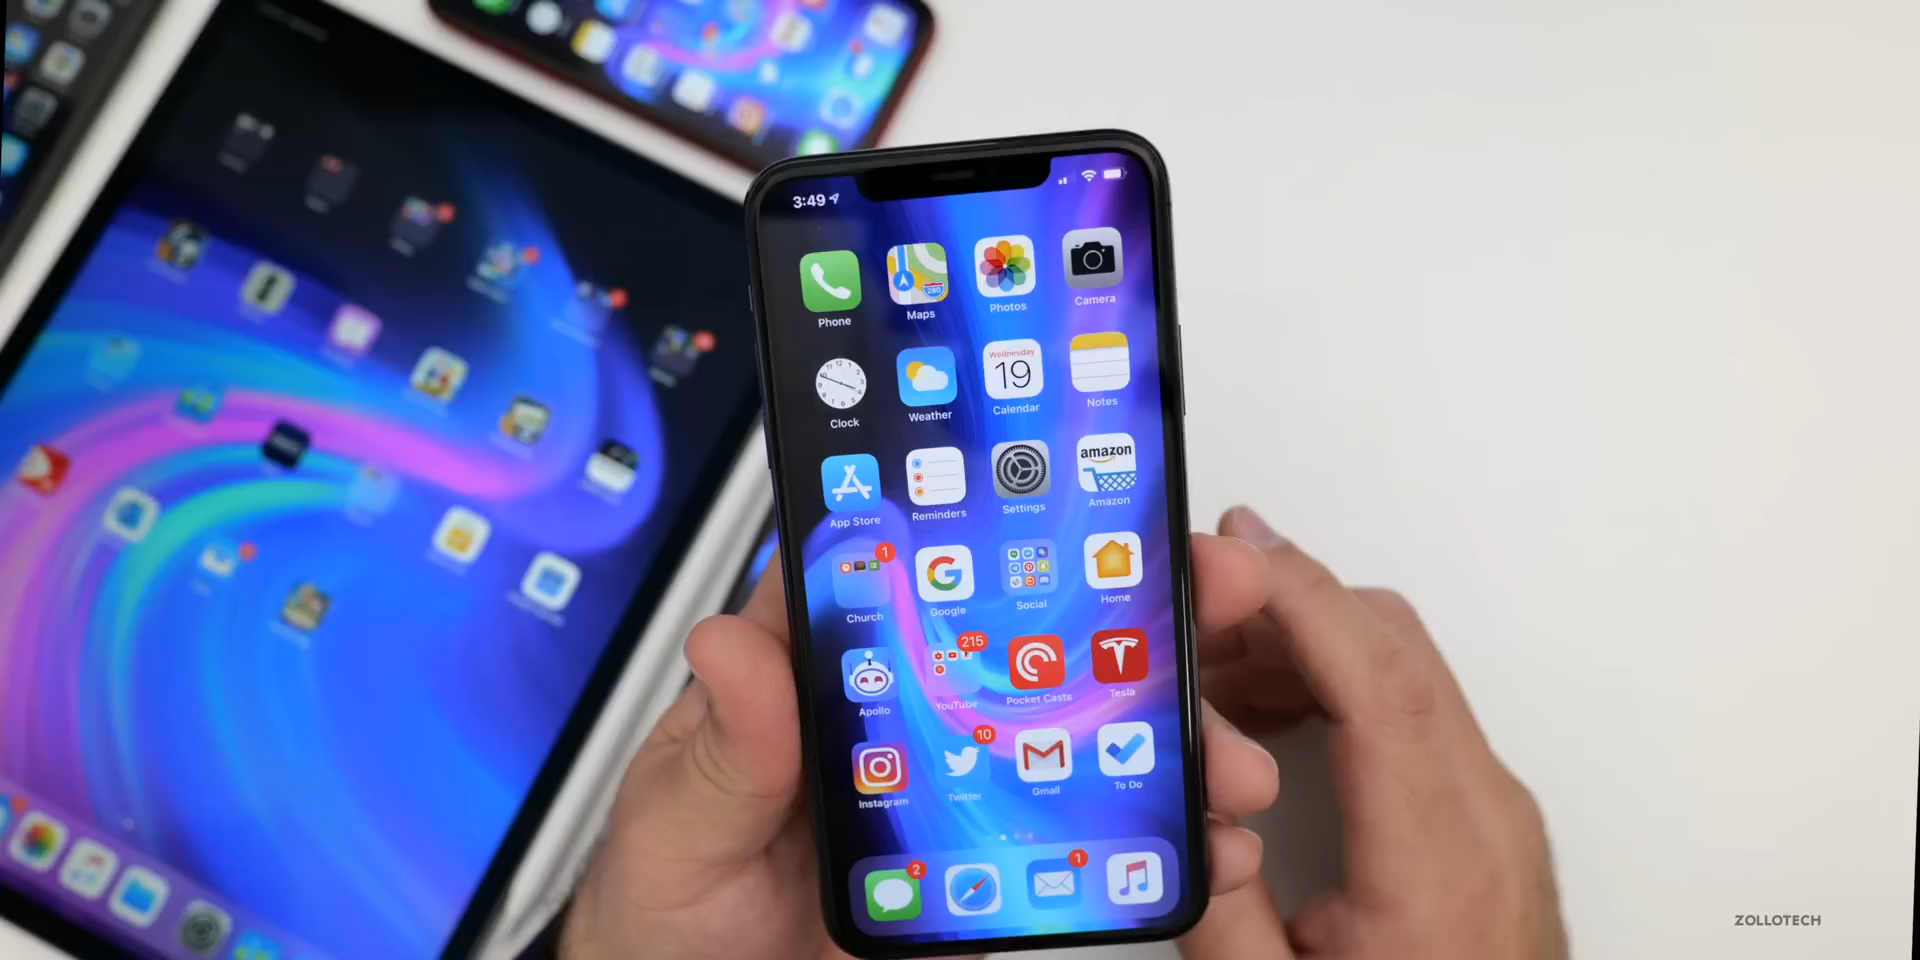 3:49
Phone
Maps
Photos
Camera
280
Clock
Weather
Wednesday
19
Calendar
Notes
App Store
Reminders
Settings
amazon
Amazon
1
Church
Google
Social
Home
Apollo
215
YouTube
Pocket Casts
Tesla
Instagram
10
Twitter
Gmail
To Do
2
1
ZOLLOTECH